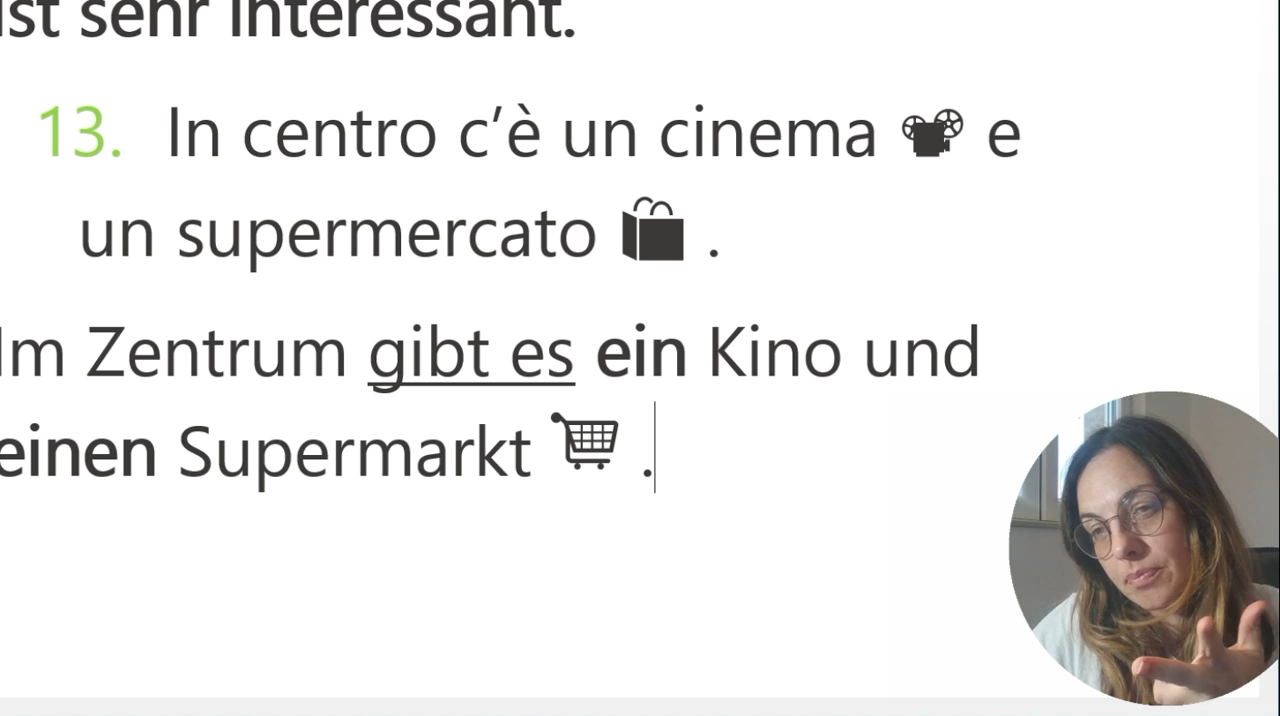 ist sehr interessant.
13. In centro c’è un cinema e
un supermercato .
Im Zentrum gibt es ein Kino und
einen Supermarkt .